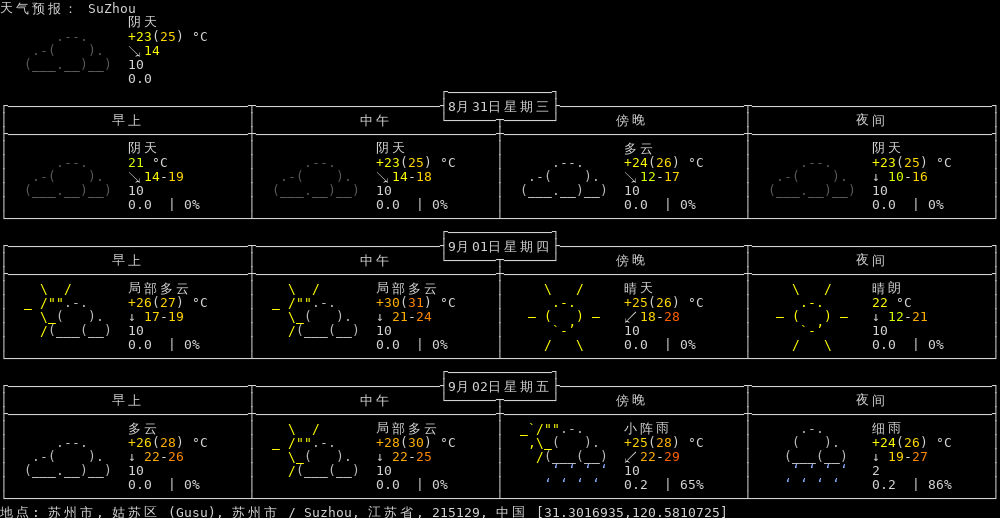 天气预报： SuZhou
阴天
+23(25) °C
↘ 14
10
0.0
8月31日星期三
早上 中午 傍晚 夜间
阴天 阴天 多云 阴天
21 °C +23(25) °C +24(26) °C +23(25) °C
↘ 14-19 ↘ 14-18 ↘ 12-17 ↓ 10-16
10 10 10 10
0.0 | 0% 0.0 | 0% 0.0 | 0% 0.0 | 0%
9月01日星期四
早上 中午 傍晚 夜间
局部多云 局部多云 晴天 晴朗
+26(27) °C +30(31) °C +25(26) °C 22 °C
↓ 17-19 ↓ 21-24 ↙ 18-28 ↓ 12-21
10 10 10 10
0.0 | 0% 0.0 | 0% 0.0 | 0% 0.0 | 0%
9月02日星期五
早上 中午 傍晚 夜间
多云 局部多云 小阵雨 细雨
+26(28) °C +28(30) °C +25(28) °C +24(26) °C
↓ 22-26 ↓ 22-25 ↙ 22-29 ↓ 19-27
10 10 10 2
0.0 | 0% 0.0 | 0% 0.2 | 65% 0.2 | 86%
地点: 苏州市, 姑苏区 (Gusu), 苏州市 / Suzhou, 江苏省, 215129, 中国 [31.3016935,120.5810725]